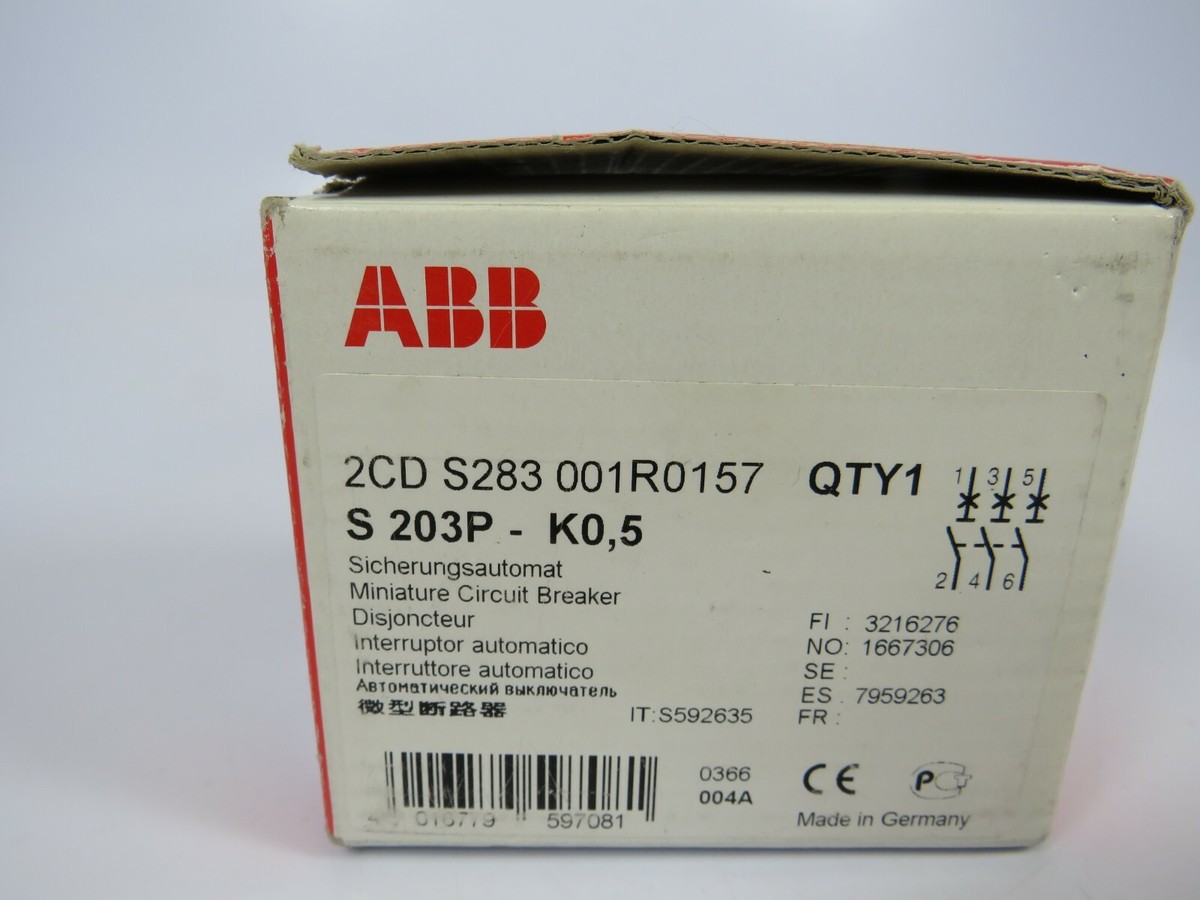 ABB
2CD S283 001R0157 QTY1
S 203P - K0,5
1 3 5
2 4 6
Sicherungsautomat
Miniature Circuit Breaker
Disjoncteur
Interruptor automatico
Interruttore automatico
Автоматический выключатель
微型断路器
IT:S592635
FI : 3216276
NO: 1667306
SE :
ES . 7959263
FR :
4 016779 597081
0366
004A
CE
Made in Germany